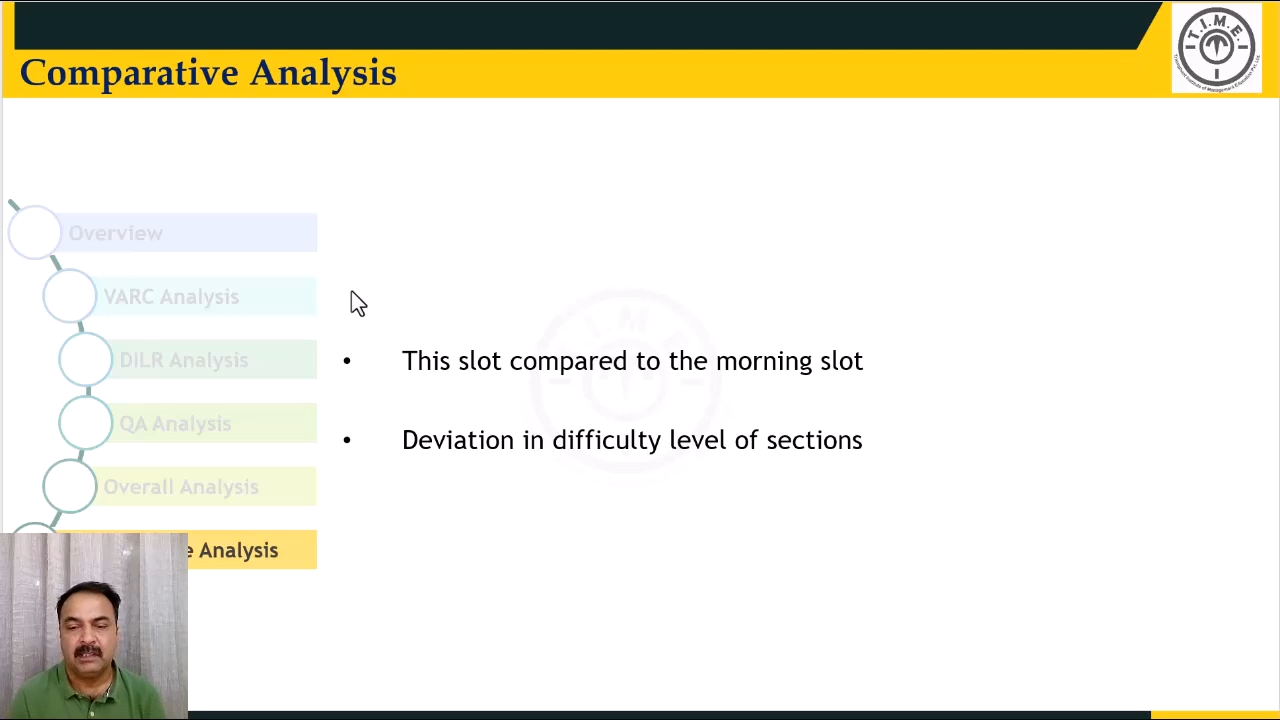 T.I.M.E.
Comparative Analysis
Overview
VARC Analysis
DILR Analysis
QA Analysis
Overall Analysis
e Analysis
• This slot compared to the morning slot
• Deviation in difficulty level of sections